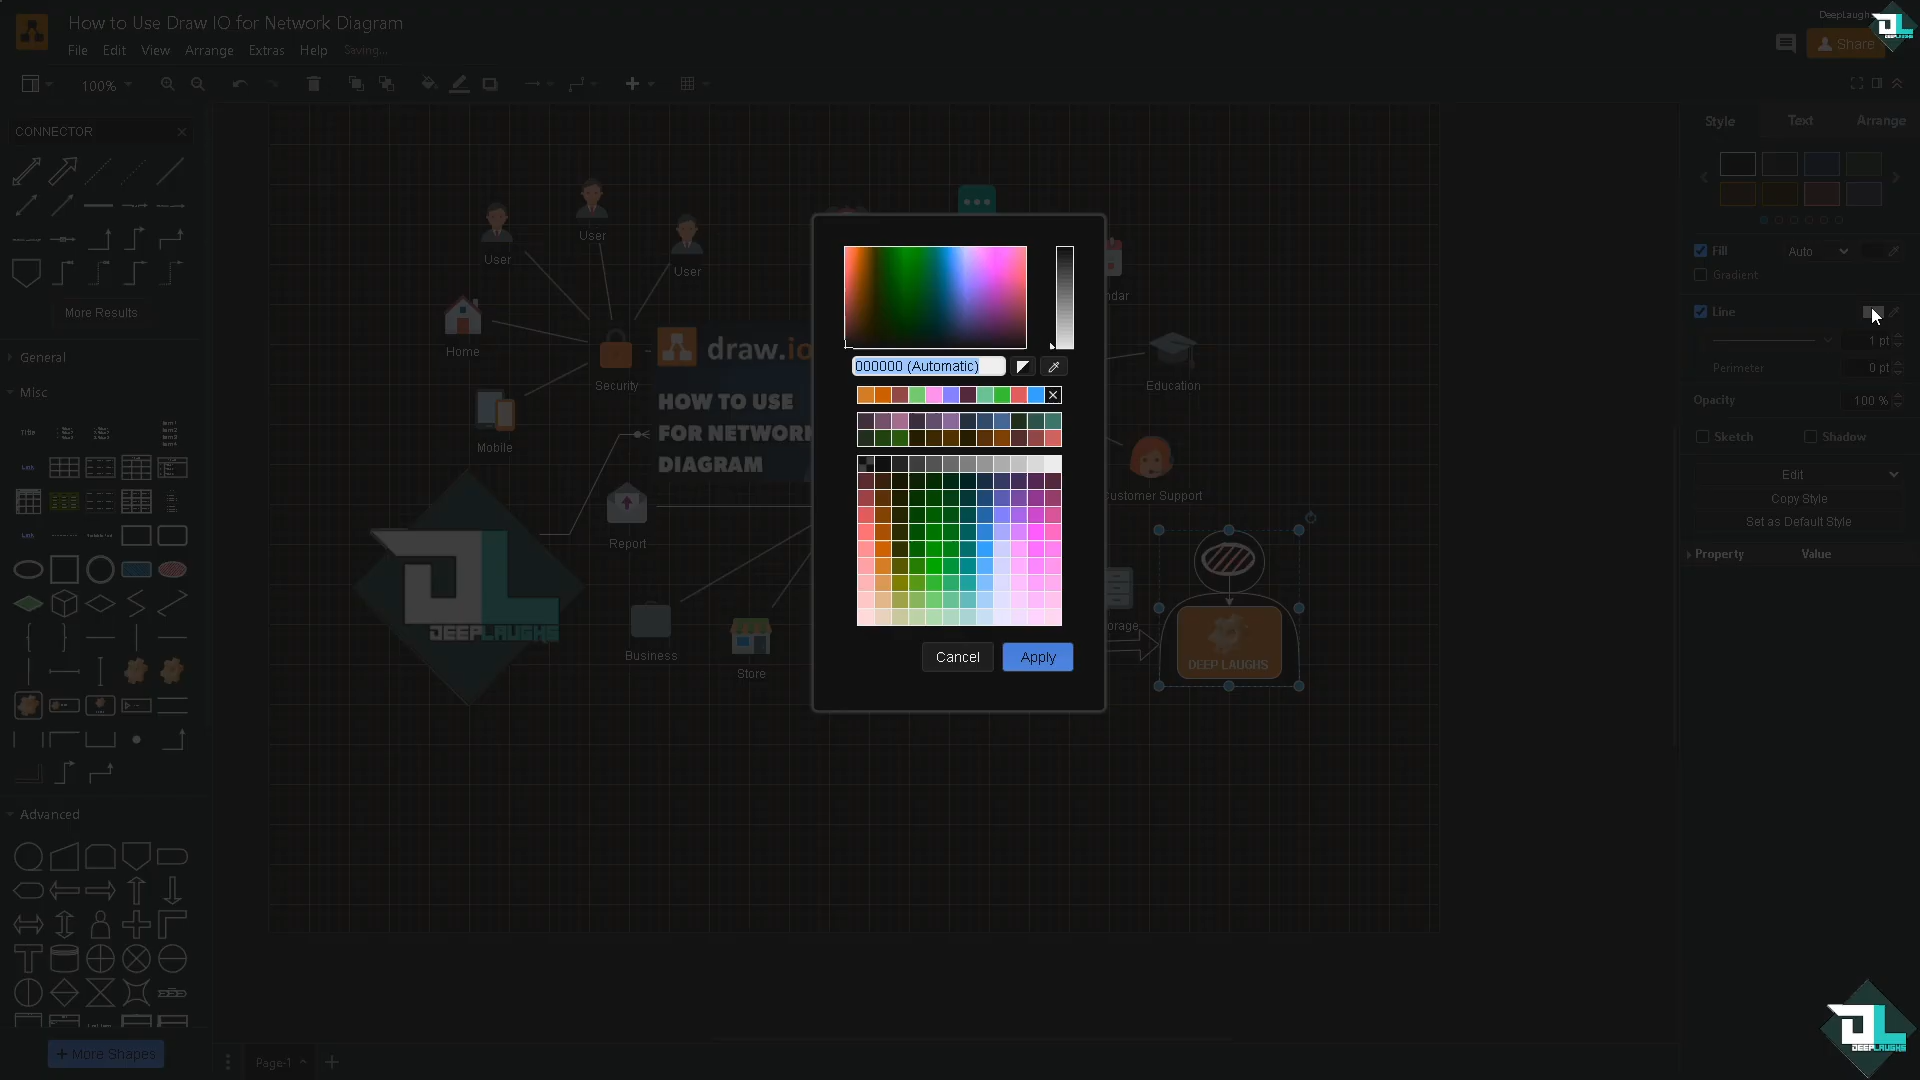 How to Use Draw IO for Network Diagram
File Edit View Arrange Extras Help Saving...
DeepLaughs
Share
100%
CONNECTOR
Style Text Arrange
More Results
General
Misc
Advanced
+ More Shapes
Page-1
User
User
User
Home
Mobile
Security
Report
Business
Store
draw.io
HOW TO USE
FOR NETWORK
DIAGRAM
DEEPLAUGHS
000000 (Automatic)
Cancel Apply
Education
Customer Support
DEEP LAUGHS
Fill Auto
Gradient
Line
1 pt
Perimeter 0 pt
Opacity 100 %
Sketch Shadow
Edit
Copy Style
Set as Default Style
Property Value
DL
DEEPLAUGHS